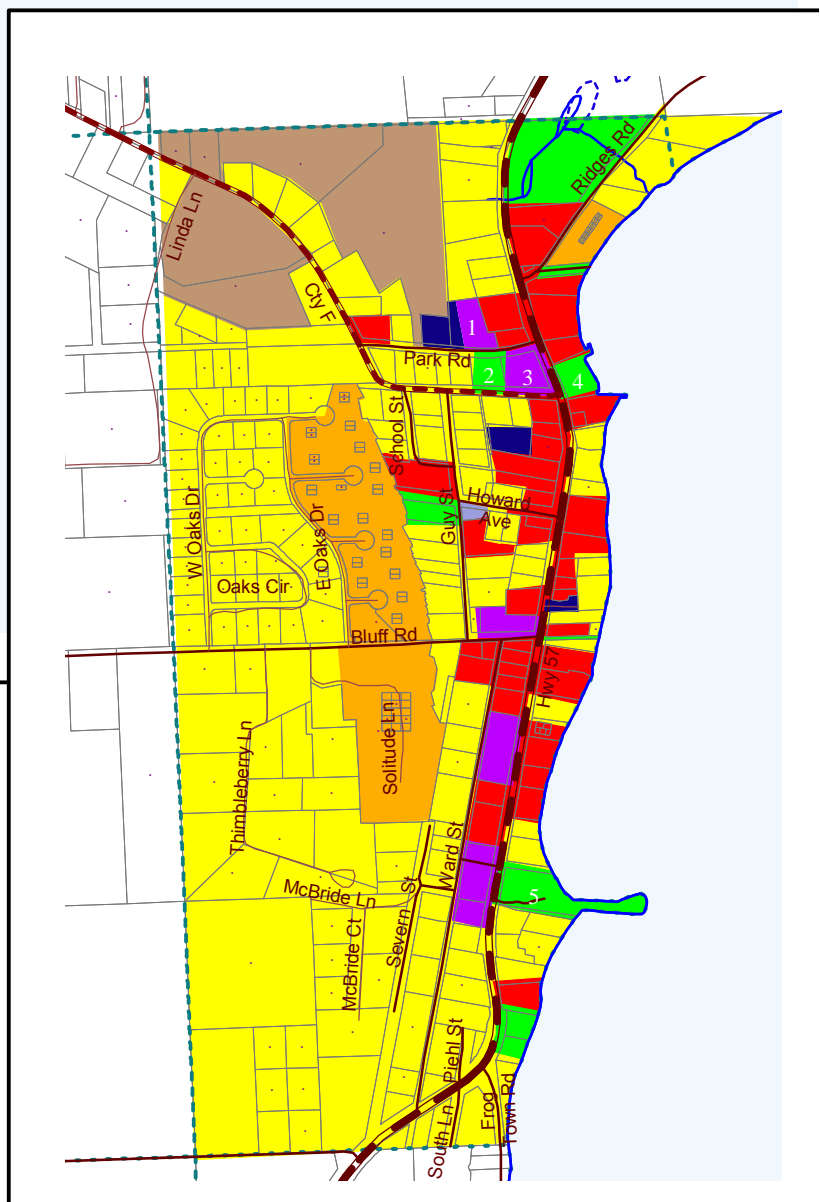 Ridges Rd
Linda Ln
Cty F
1
Park Rd
2
3
4
School St
W Oaks Dr
E Oaks Dr
Guy St
Howard
Ave
Oaks Cir
Bluff Rd
Hwy 57
Solitude Ln
Thimbleberry Ln
Ward St
McBride Ln
5
Severn St
McBride Ct
Piehl St
Frog
Town Rd
South Ln